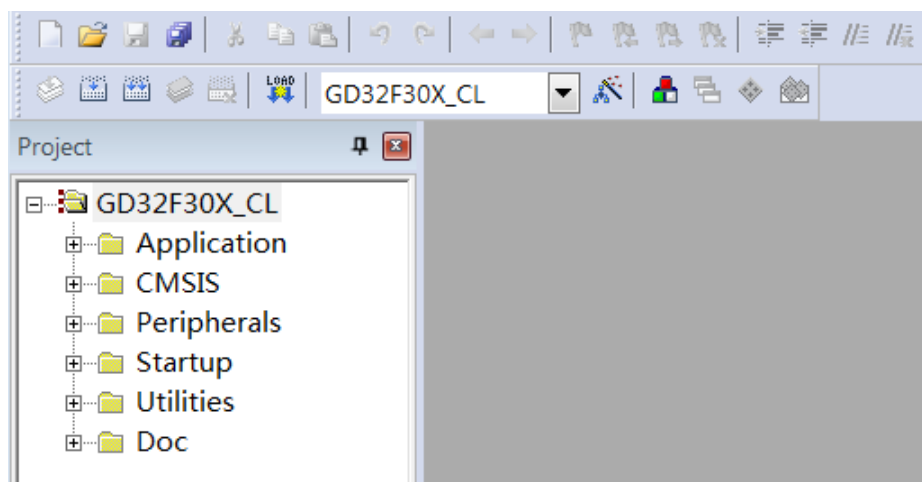 LOAD
GD32F30X_CL
Project
GD32F30X_CL
Application
CMSIS
Peripherals
Startup
Utilities
Doc